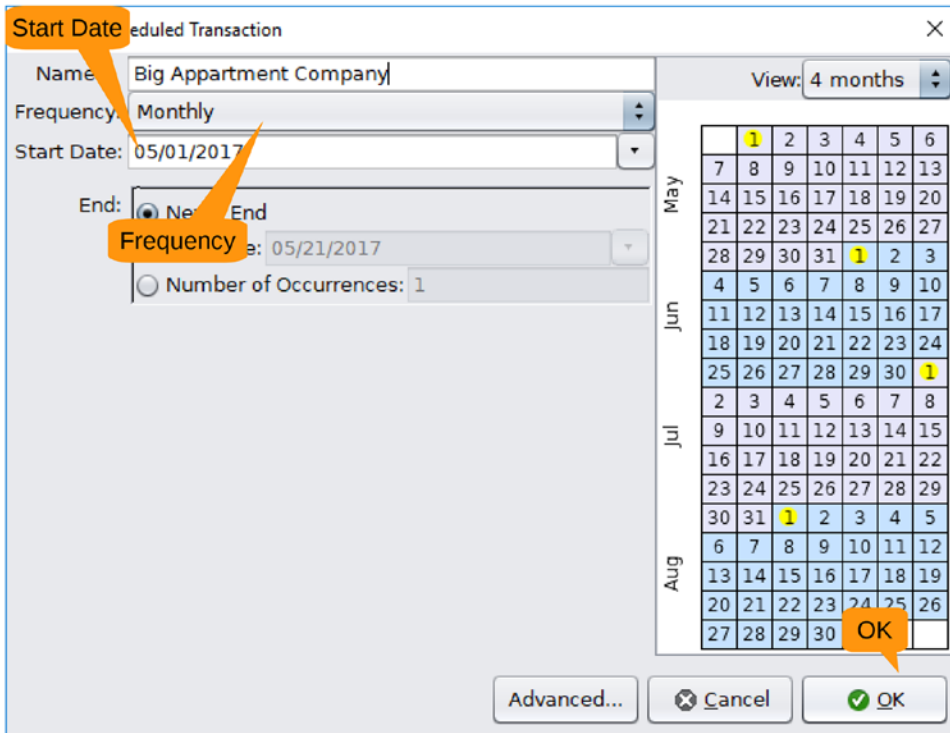 Start Date
eduled Transaction
Name
Big Appartment Company
View: 4 months
Frequency:
Monthly
Start Date: 05/01/2017
End:
Never End
Frequency
e: 05/21/2017
Number of Occurrences: 1
May
1 2 3 4 5 6
7 8 9 10 11 12 13
14 15 16 17 18 19 20
21 22 23 24 25 26 27
28 29 30 31 1 2 3
Jun
4 5 6 7 8 9 10
11 12 13 14 15 16 17
18 19 20 21 22 23 24
25 26 27 28 29 30 1
Jul
2 3 4 5 6 7 8
9 10 11 12 13 14 15
16 17 18 19 20 21 22
23 24 25 26 27 28 29
30 31 1 2 3 4 5
Aug
6 7 8 9 10 11 12
13 14 15 16 17 18 19
20 21 22 23 24 25 26
27 28 29 30
OK
Advanced...
Cancel
OK